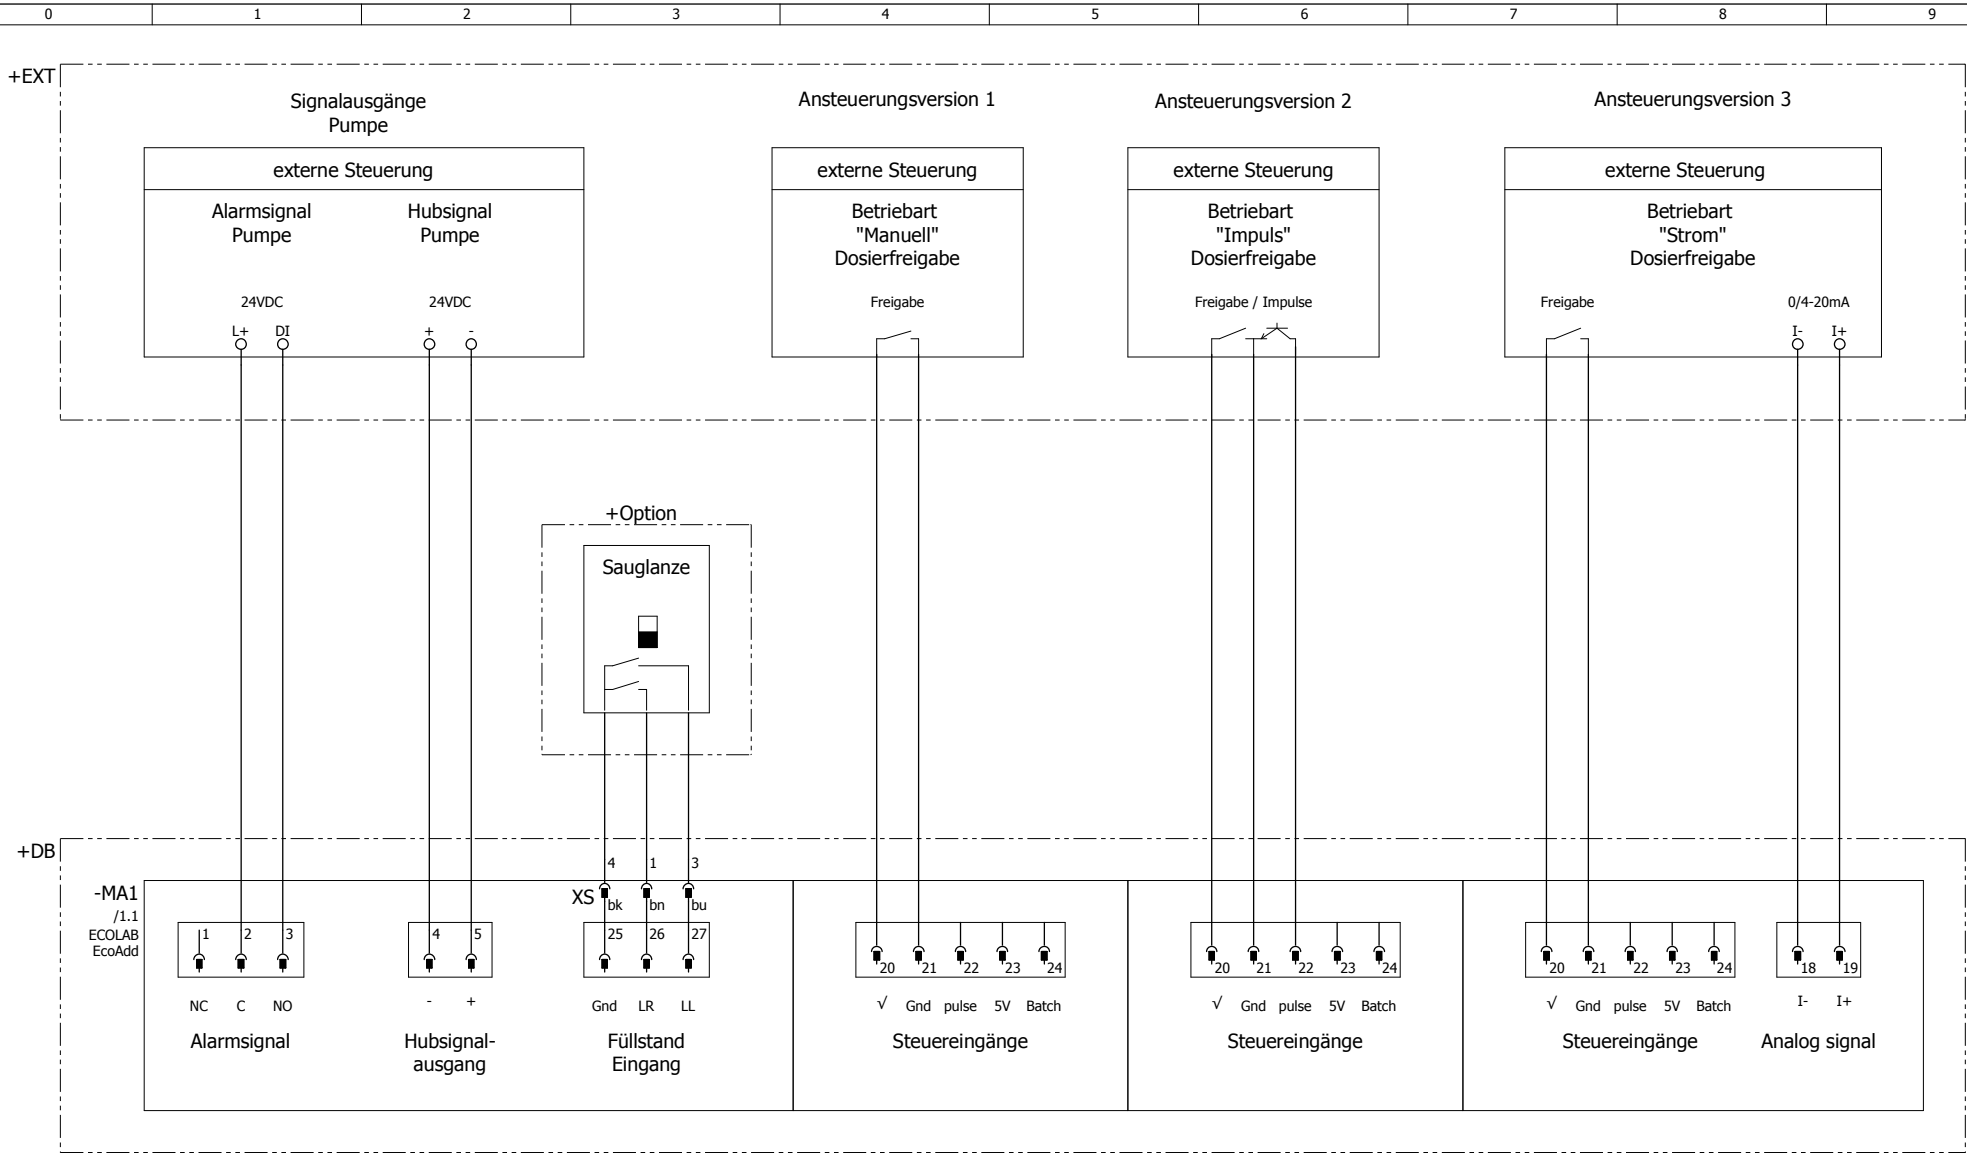 0 1 2 3 4 5 6 7 8 9
+EXT
Signalausgänge
Pumpe
Ansteuerungsversion 1
Ansteuerungsversion 2
Ansteuerungsversion 3
externe Steuerung
externe Steuerung
externe Steuerung
externe Steuerung
Alarmsignal
Pumpe
Hubsignal
Pumpe
Betriebart
"Manuell"
Dosierfreigabe
Betriebart
"Impuls"
Dosierfreigabe
Betriebart
"Strom"
Dosierfreigabe
24VDC
24VDC
Freigabe
Freigabe / Impulse
Freigabe
0/4-20mA
L+ DI
+ -
I- I+
+Option
Sauglanze
+DB
4 1 3
-MA1
/1.1
ECOLAB
EcoAdd
XS
bk bn bu
1 2 3
4 5
25 26 27
20 21 22 23 24
20 21 22 23 24
20 21 22 23 24
18 19
NC C NO
- +
Gnd LR LL
√ Gnd pulse 5V Batch
√ Gnd pulse 5V Batch
√ Gnd pulse 5V Batch
I- I+
Alarmsignal
Hubsignal-
ausgang
Füllstand
Eingang
Steuereingänge
Steuereingänge
Steuereingänge
Analog signal